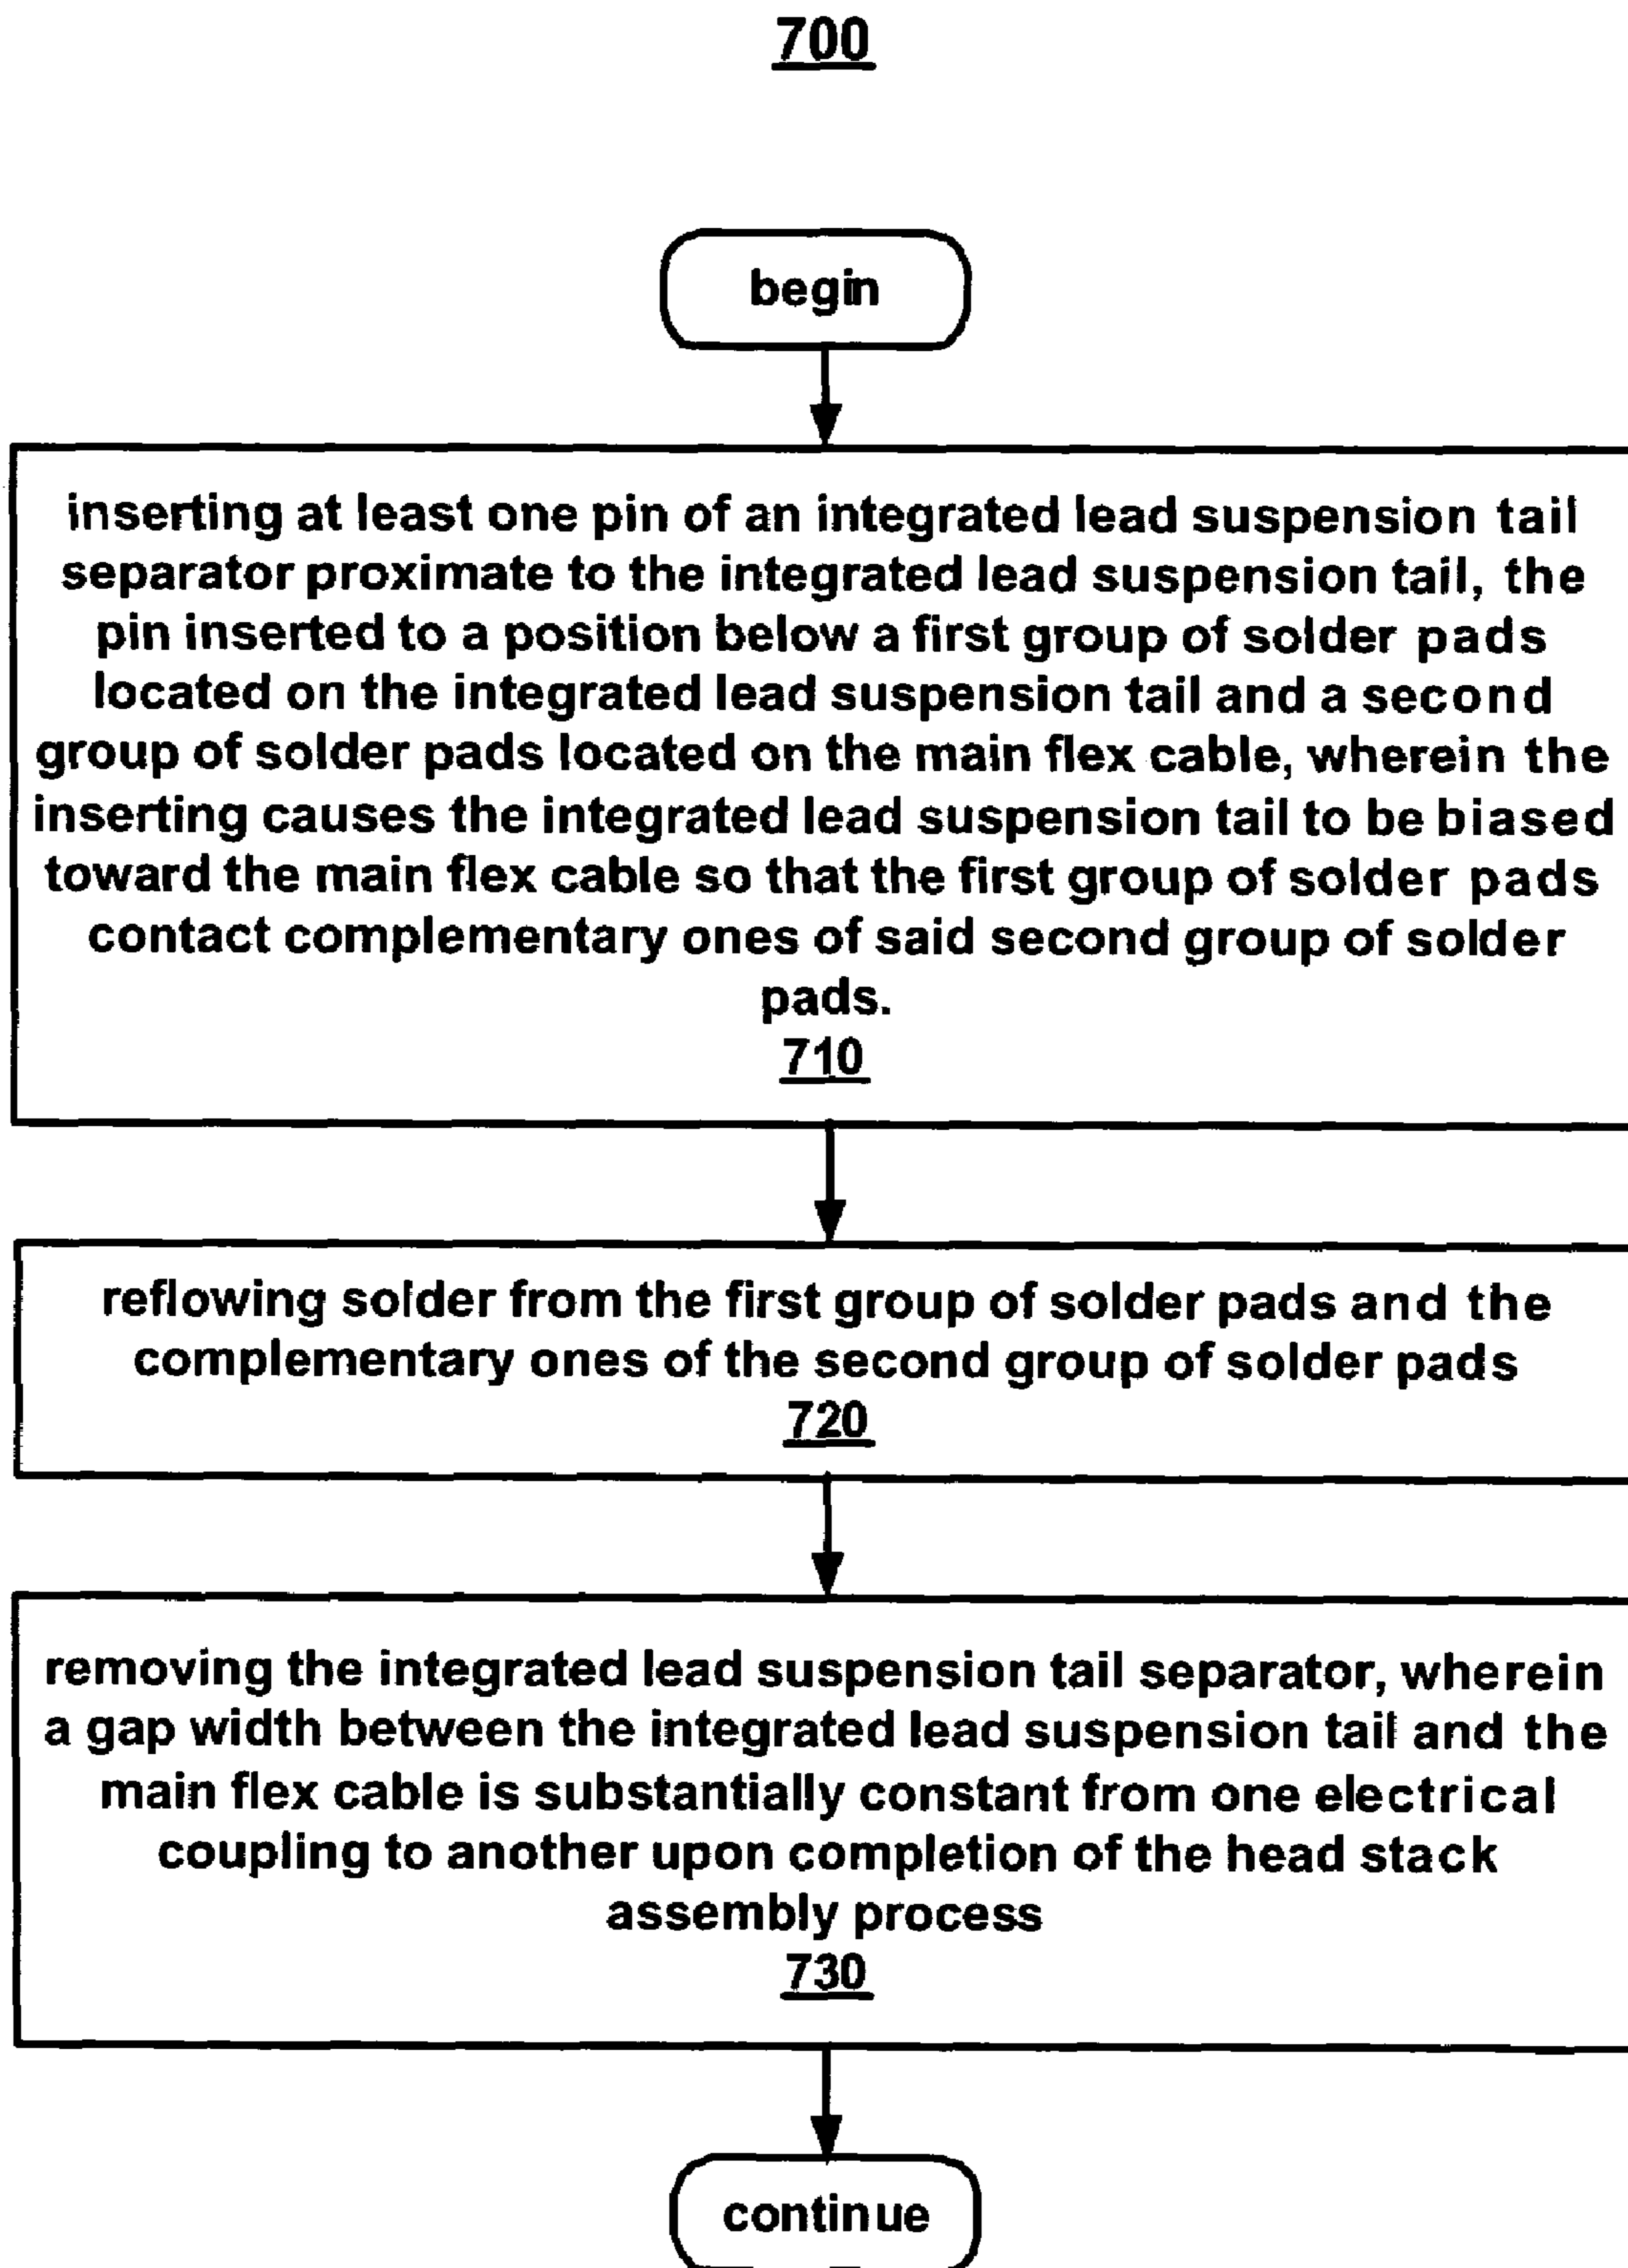 700
begin
inserting at least one pin of an integrated lead suspension tail
separator proximate to the integrated lead suspension tail, the
pin inserted to a position below a first group of solder pads
located on the integrated lead suspension tail and a second
group of solder pads located on the main flex cable, wherein the
inserting causes the integrated lead suspension tail to be biased
toward the main flex cable so that the first group of solder pads
contact complementary ones of said second group of solder
pads.
710
reflowing solder from the first group of solder pads and the
complementary ones of the second group of solder pads
720
removing the integrated lead suspension tail separator, wherein
a gap width between the integrated lead suspension tail and the
main flex cable is substantially constant from one electrical
coupling to another upon completion of the head stack
assembly process
730
continue